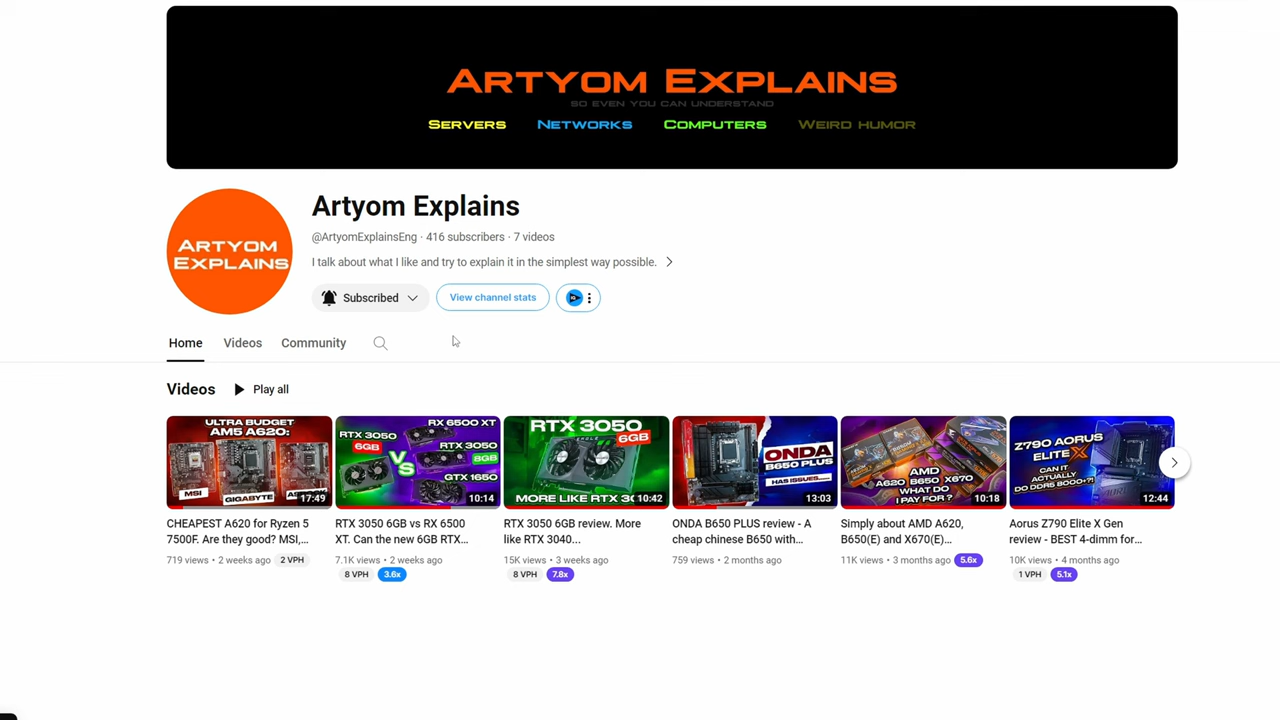 ARTYOM EXPLAINS
SO EVEN YOU CAN UNDERSTAND
SERVERS NETWORKS COMPUTERS WEIRD HUMOR
ARTYOM EXPLAINS
Artyom Explains
@ArtyomExplainsEng · 416 subscribers · 7 videos
I talk about what I like and try to explain it in the simplest way possible.
Subscribed View channel stats
Home Videos Community
Videos Play all
ULTRA BUDGET
AM5 A620:
MSI
GIGABYTE
17:49
RTX 3050
6GB
VS
RX 6500 XT
RTX 3050
8GB
GTX 1650
10:14
RTX 3050
6GB
MORE LIKE RTX 30
10:42
ONDA
B650 PLUS
HAS ISSUES......
13:03
AMD
A620 B650 X670
WHAT DO
I PAY FOR ?
10:18
Z790 AORUS
ELITE X
CAN IT
ACTUALLY
DO DDR5 8000+?!
12:44
CHEAPEST A620 for Ryzen 5
7500F. Are they good? MSI,...
719 views • 2 weeks ago 2 VPH
RTX 3050 6GB vs RX 6500
XT. Can the new 6GB RTX...
7.1K views • 2 weeks ago
8 VPH 3.6x
RTX 3050 6GB review. More
like RTX 3040...
15K views • 3 weeks ago
8 VPH 7.8x
ONDA B650 PLUS review - A
cheap chinese B650 with...
759 views • 2 months ago
Simply about AMD A620,
B650(E) and X670(E)...
11K views • 3 months ago 5.6x
Aorus Z790 Elite X Gen
review - BEST 4-dimm for...
10K views • 4 months ago
1 VPH 5.1x